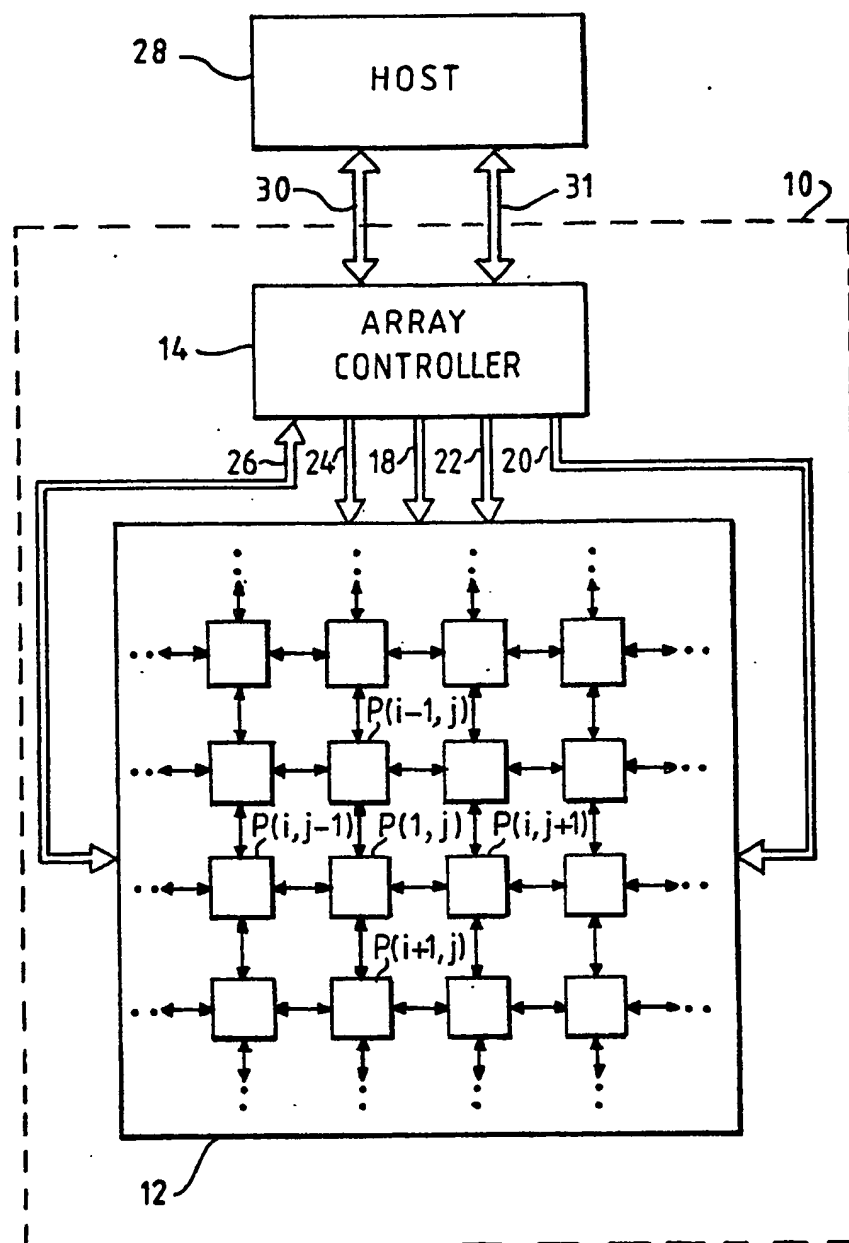 28
HOST
30
31
10
14
ARRAY
CONTROLLER
26
24
18
22
20
P(i-1, j)
P(i, j-1)
P(1, j)
P(i, j+1)
P(i+1, j)
12